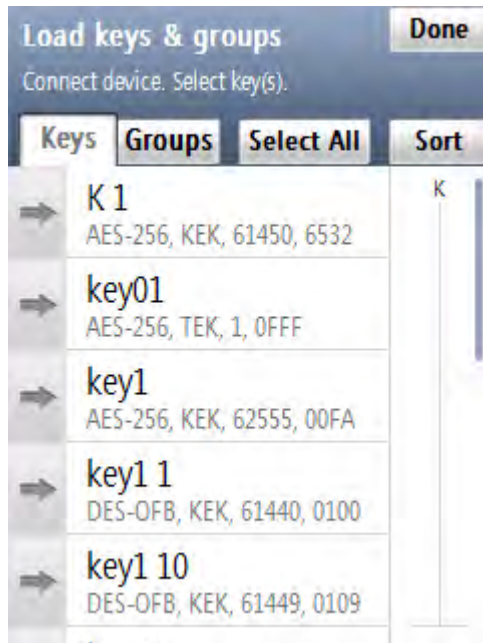 Load keys & groups
Done
Connect device. Select key(s).
Keys
Groups
Select All
Sort
K
K 1
AES-256, KEK, 61450, 6532
key01
AES-256, TEK, 1, 0FFF
key1
AES-256, KEK, 62555, 00FA
key1 1
DES-OFB, KEK, 61440, 0100
key1 10
DES-OFB, KEK, 61449, 0109